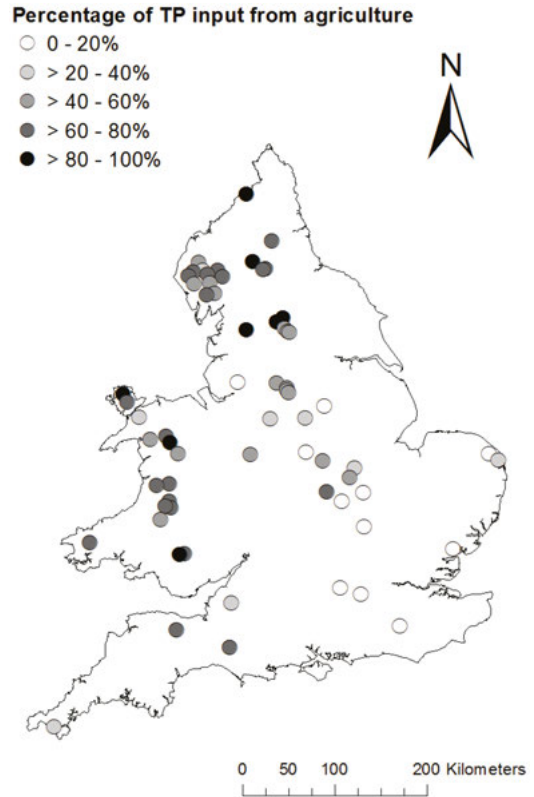 Percentage of TP input from agriculture
0 - 20%
> 20 - 40%
> 40 - 60%
> 60 - 80%
> 80 - 100%
N
0 50 100 200 Kilometers